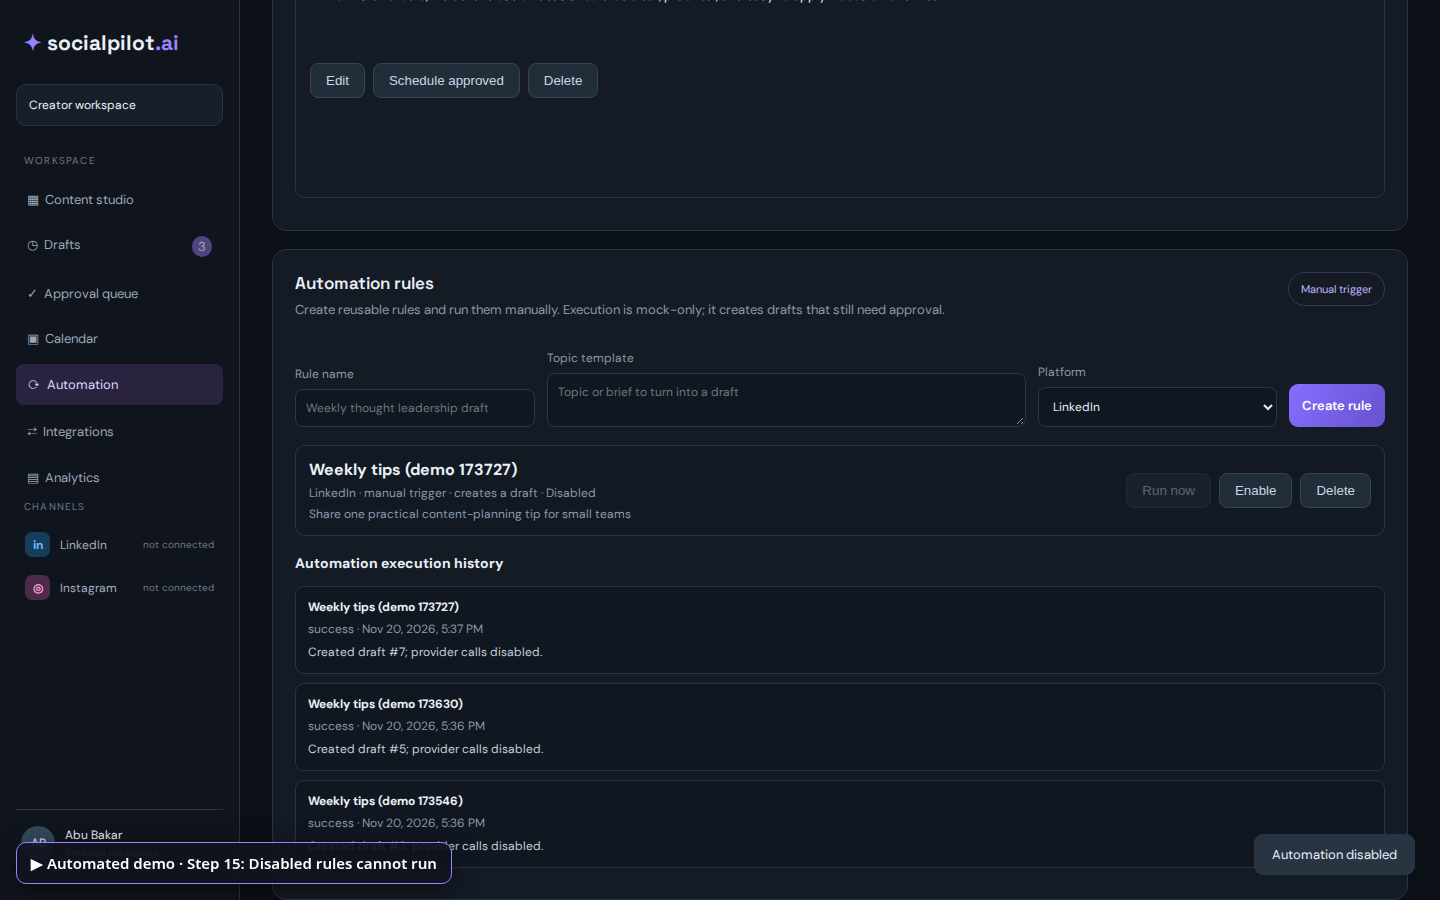 ✦ socialpilot.ai
Creator workspace
WORKSPACE
Content studio
Drafts 3
Approval queue
Calendar
Automation
Integrations
Analytics
CHANNELS
in LinkedIn not connected
Instagram not connected
Abu Bakar
▶ Automated demo · Step 15: Disabled rules cannot run
Edit Schedule approved Delete
Automation rules
Manual trigger
Create reusable rules and run them manually. Execution is mock-only; it creates drafts that still need approval.
Rule name
Weekly thought leadership draft
Topic template
Topic or brief to turn into a draft
Platform
LinkedIn
Create rule
Weekly tips (demo 173727)
LinkedIn · manual trigger · creates a draft · Disabled
Share one practical content-planning tip for small teams
Run now Enable Delete
Automation execution history
Weekly tips (demo 173727)
success · Nov 20, 2026, 5:37 PM
Created draft #7; provider calls disabled.
Weekly tips (demo 173630)
success · Nov 20, 2026, 5:36 PM
Created draft #5; provider calls disabled.
Weekly tips (demo 173546)
success · Nov 20, 2026, 5:36 PM
Created draft #3; provider calls disabled.
Automation disabled